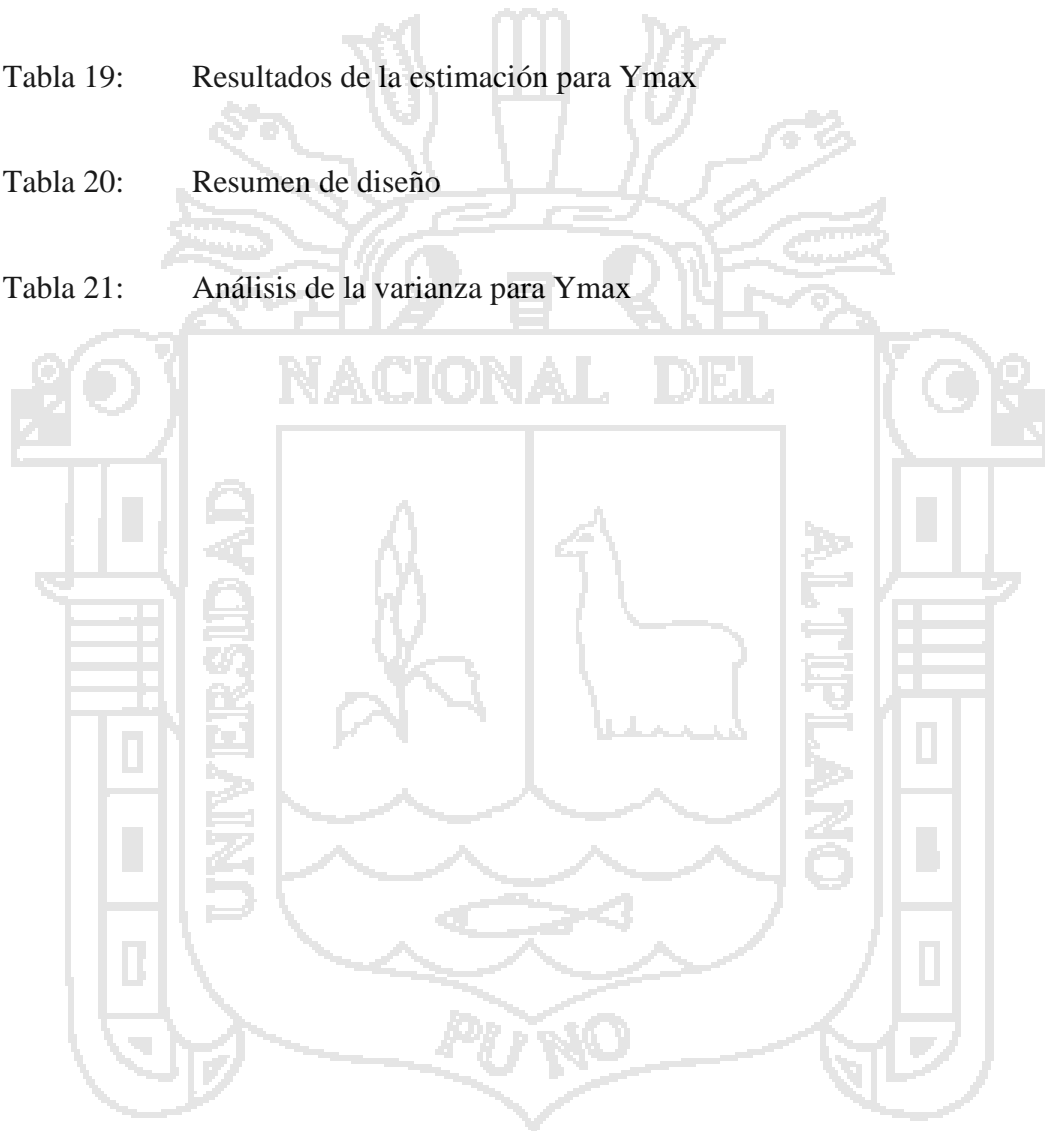 Tabla 19: Resultados de la estimación para Ymax
Tabla 20: Resumen de diseño
Tabla 21: Análisis de la varianza para Ymax
NACIONAL DEL
UNIVERSIDAD
ALTIPLANO
PUNO